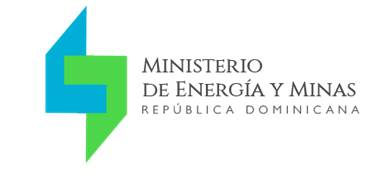 MINISTERIO
DE ENERGÍA Y MINAS
REPÚBLICA DOMINICANA